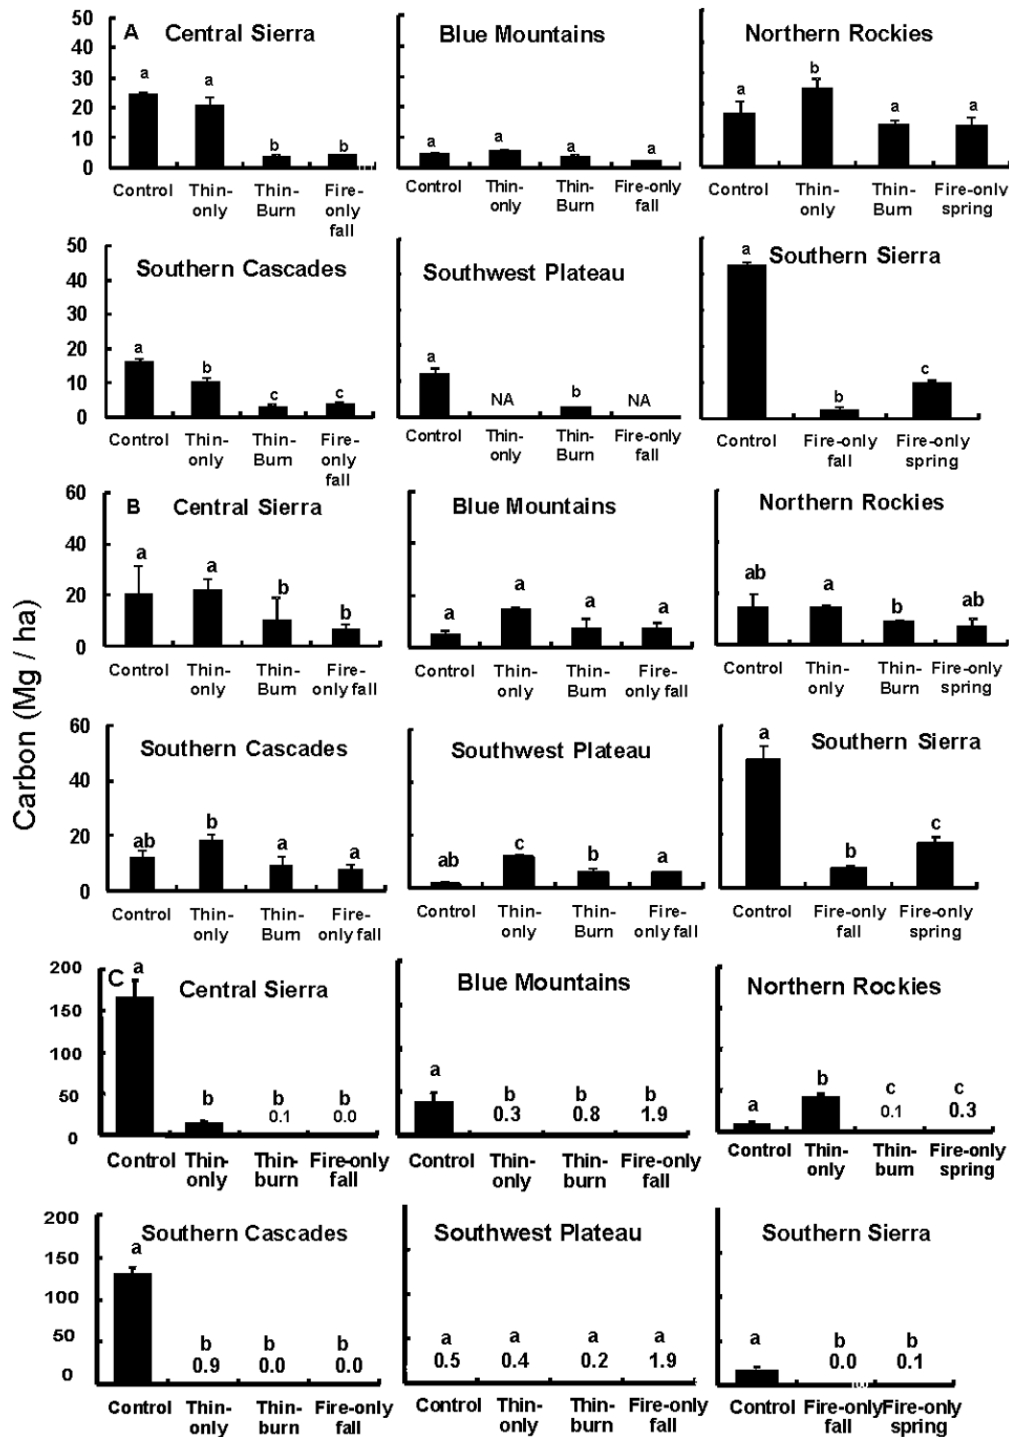 Carbon (Mg / ha)
A
Central Sierra
50
40
30
20
10
0
a a b b
Control Thin-only Thin-Burn Fire-only fall
Blue Mountains
a a a a
Control Thin-only Thin-Burn Fire-only fall
Northern Rockies
a b a a
Control Thin-only Thin-Burn Fire-only spring
Southern Cascades
50
40
30
20
10
0
a b c c
Control Thin-only Thin-Burn Fire-only fall
Southwest Plateau
a NA b NA
Control Thin-only Thin-Burn Fire-only fall
Southern Sierra
a b c
Control Fire-only fall Fire-only spring
B
Central Sierra
60
40
20
0
a a b b
Control Thin-only Thin-Burn Fire-only fall
Blue Mountains
a a a a
Control Thin-only Thin-Burn Fire-only fall
Northern Rockies
ab a b ab
Control Thin-only Thin-Burn Fire-only spring
Southern Cascades
60
40
20
0
ab b a a
Control Thin-only Thin-Burn Fire-only fall
Southwest Plateau
ab c b a
Control Thin-only Thin-Burn Fire-only fall
Southern Sierra
a b c
Control Fire-only fall Fire-only spring
C
Central Sierra
200
150
100
50
0
a b b b
0.1 0.0
Control Thin-only Thin-burn Fire-only fall
Blue Mountains
a b b b
0.3 0.8 1.9
Control Thin-only Thin-burn Fire-only fall
Northern Rockies
a b c c
0.1 0.3
Control Thin-only Thin-burn Fire-only spring
Southern Cascades
200
150
100
50
0
a b b b
0.9 0.0 0.0
Control Thin-only Thin-burn Fire-only fall
Southwest Plateau
a a a a
0.5 0.4 0.2 1.9
Control Thin-only Thin-burn Fire-only fall
Southern Sierra
a b b
0.0 0.1
Control Fire-only fall Fire-only spring